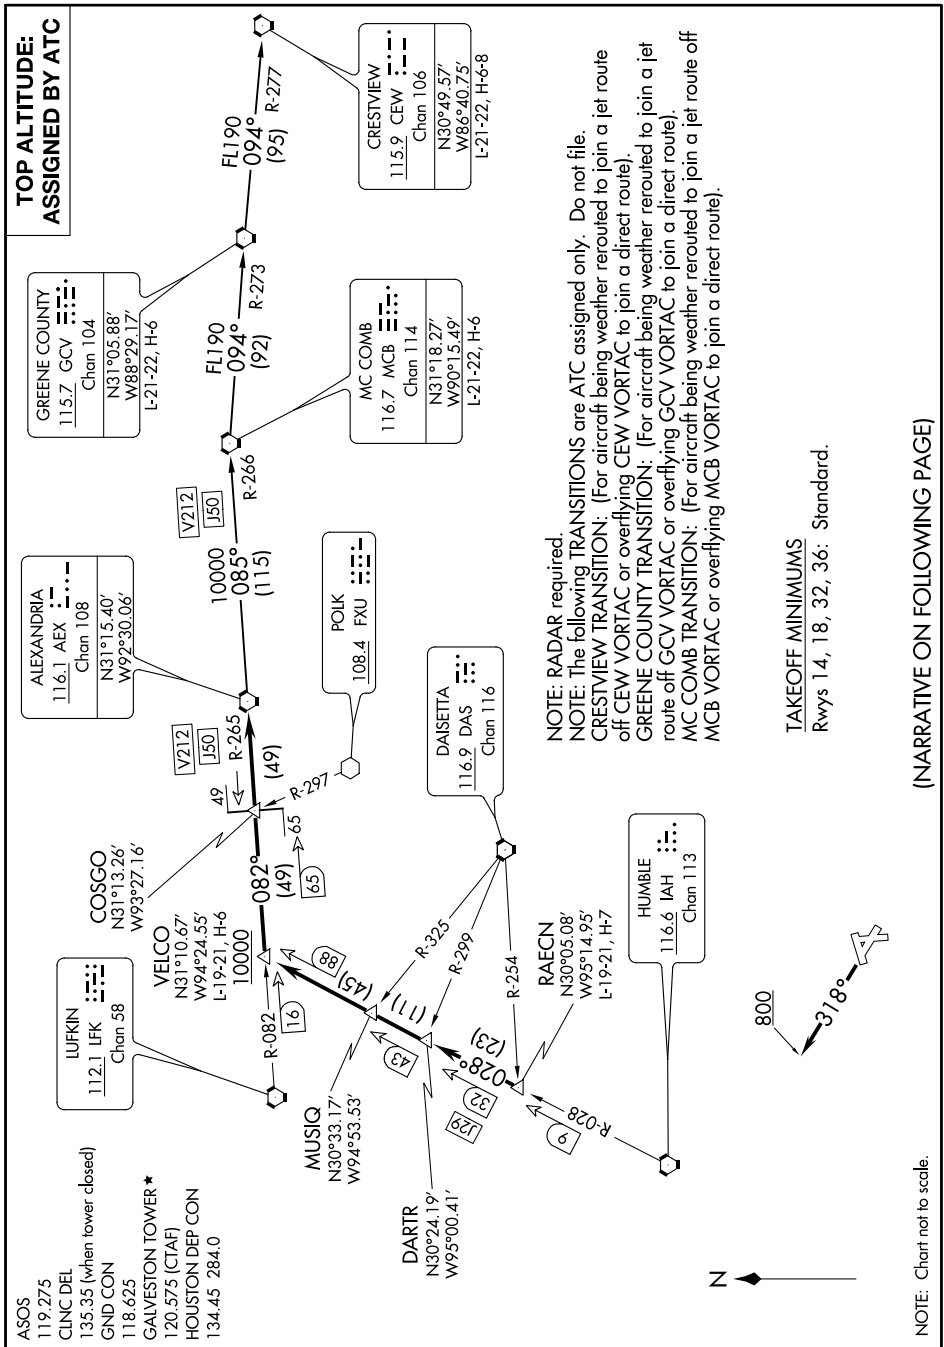 TOP ALTITUDE:
ASSIGNED BY ATC
ASOS
119.275
CLNC DEL
135.35 (when tower closed)
GND CON
118.625
GALVESTON TOWER★
120.575 (CTAF)
HOUSTON DEP CON
134.45 284.0
LUFKIN
112.1 LFK
Chan 58
R-082
16
VELCO
N31°10.67′
W94°24.55′
L-19-21, H-6
10000
COSGO
N31°13.26′
W93°27.16′
082°
(49)
65
65
49
(49)
R-265
V212
J50
ALEXANDRIA
116.1 AEX
Chan 108
N31°15.40′
W92°30.06′
POLK
108.4 FXU
R-297
10000
085°
(115)
V212
J50
R-266
MC COMB
116.7 MCB
Chan 114
N31°18.27′
W90°15.49′
L-21-22, H-6
FL190
094°
(92)
R-273
GREENE COUNTY
115.7 GCV
Chan 104
N31°05.88′
W88°29.17′
L-21-22, H-6
FL190
094°
(95)
R-277
CRESTVIEW
115.9 CEW
Chan 106
N30°49.57′
W86°40.75′
L-21-22, H-6-8
MUSIQ
N30°33.17′
W94°53.53′
88
(45)
43
(11)
DARTR
N30°24.19′
W95°00.41′
028°
(23)
32
J29
9
R-028
RAECN
N30°05.08′
W95°14.95′
L-19-21, H-7
DAISETTA
116.9 DAS
Chan 116
R-325
R-299
R-254
HUMBLE
116.6 IAH
Chan 113
800
318°
N
NOTE: RADAR required.
NOTE: The following TRANSITIONS are ATC assigned only. Do not file.
CRESTVIEW TRANSITION: (For aircraft being weather rerouted to join a jet route
off CEW VORTAC or overflying CEW VORTAC to join a direct route).
GREENE COUNTY TRANSITION: (For aircraft being weather rerouted to join a jet
route off GCV VORTAC or overflying GCV VORTAC to join a direct route).
MC COMB TRANSITION: (For aircraft being weather rerouted to join a jet route off
MCB VORTAC or overflying MCB VORTAC to join a direct route).
TAKEOFF MINIMUMS
Rwys 14, 18, 32, 36: Standard.
(NARRATIVE ON FOLLOWING PAGE)
NOTE: Chart not to scale.